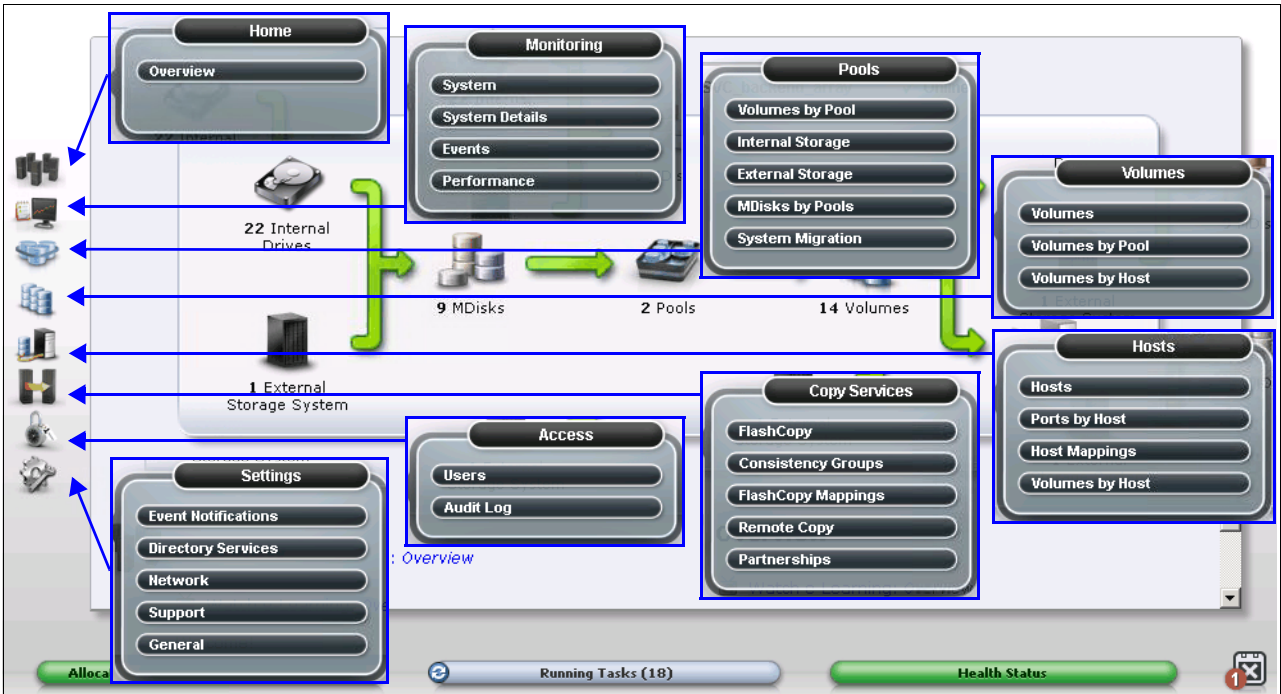 Home
Overview
Monitoring
System
System Details
Events
Performance
Pools
Volumes by Pool
Internal Storage
External Storage
MDisks by Pools
System Migration
Volumes
Volumes
Volumes by Pool
Volumes by Host
22 Internal
Drives
9 MDisks
2 Pools
14 Volumes
1 External
Storage System
Hosts
Hosts
Ports by Host
Host Mappings
Volumes by Host
Copy Services
FlashCopy
Consistency Groups
FlashCopy Mappings
Remote Copy
Partnerships
Access
Users
Audit Log
Settings
Event Notifications
Directory Services
Network
Support
General
: Overview
Alloca
Running Tasks (18)
Health Status
1